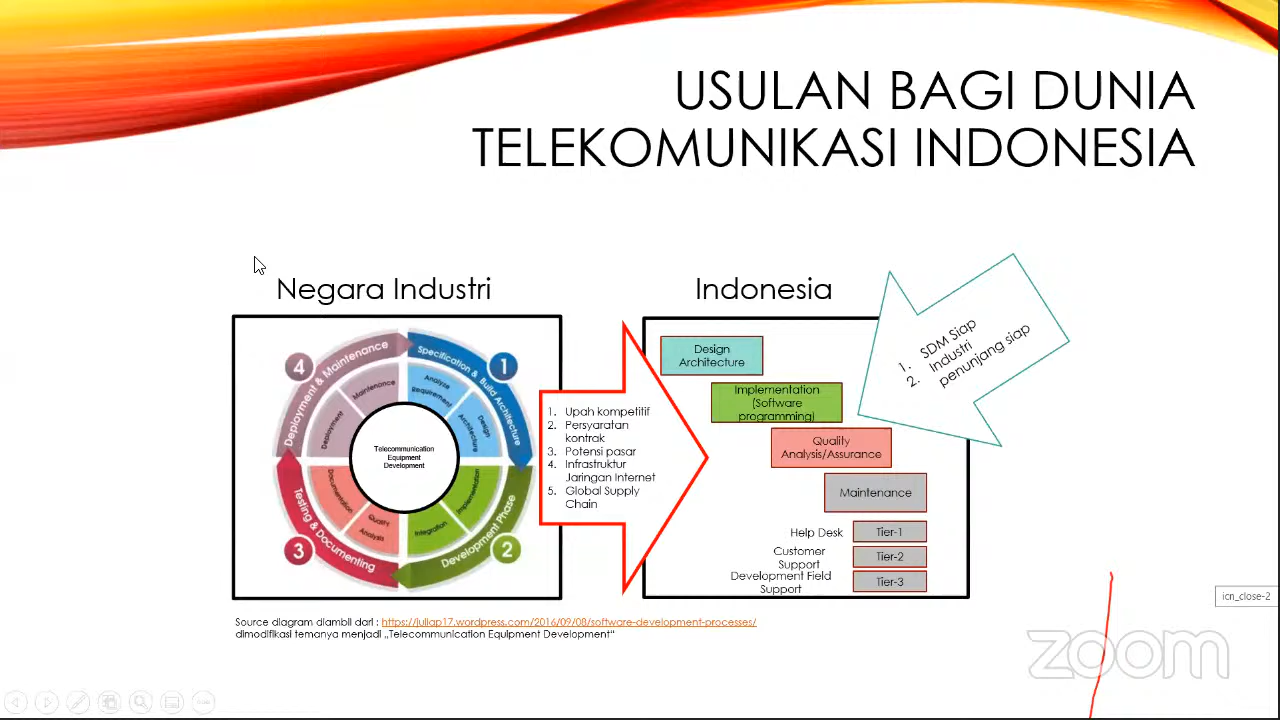 USULAN BAGI DUNIA
TELEKOMUNIKASI INDONESIA
Negara Industri
Indonesia
4
Deployment & Maintenance
Specification & Build Architecture
1
Maintenance
Deployment
Analyze
Requirement
Design
Architecture
Telecommunication
Equipment
Development
Documentation
Quality
Analysis
Integration
Implementation
3
Testing & Documenting
Development Phase
2
1. Upah kompetitif
2. Persyaratan
kontrak
3. Potensi pasar
4. Infrastruktur
Jaringan Internet
5. Global Supply
Chain
Design
Architecture
Implementation
(Software
programming)
Quality
Analysis/Assurance
Maintenance
Help Desk
Tier-1
Customer
Support
Tier-2
Development Field
Support
Tier-3
1. SDM Siap
2. Industri
penunjang siap
Source diagram diambil dari : https://juliap17.wordpress.com/2016/09/08/software-development-processes/
dimodifikasi temanya menjadi „Telecommunication Equipment Development“
icn_close-2
zoom